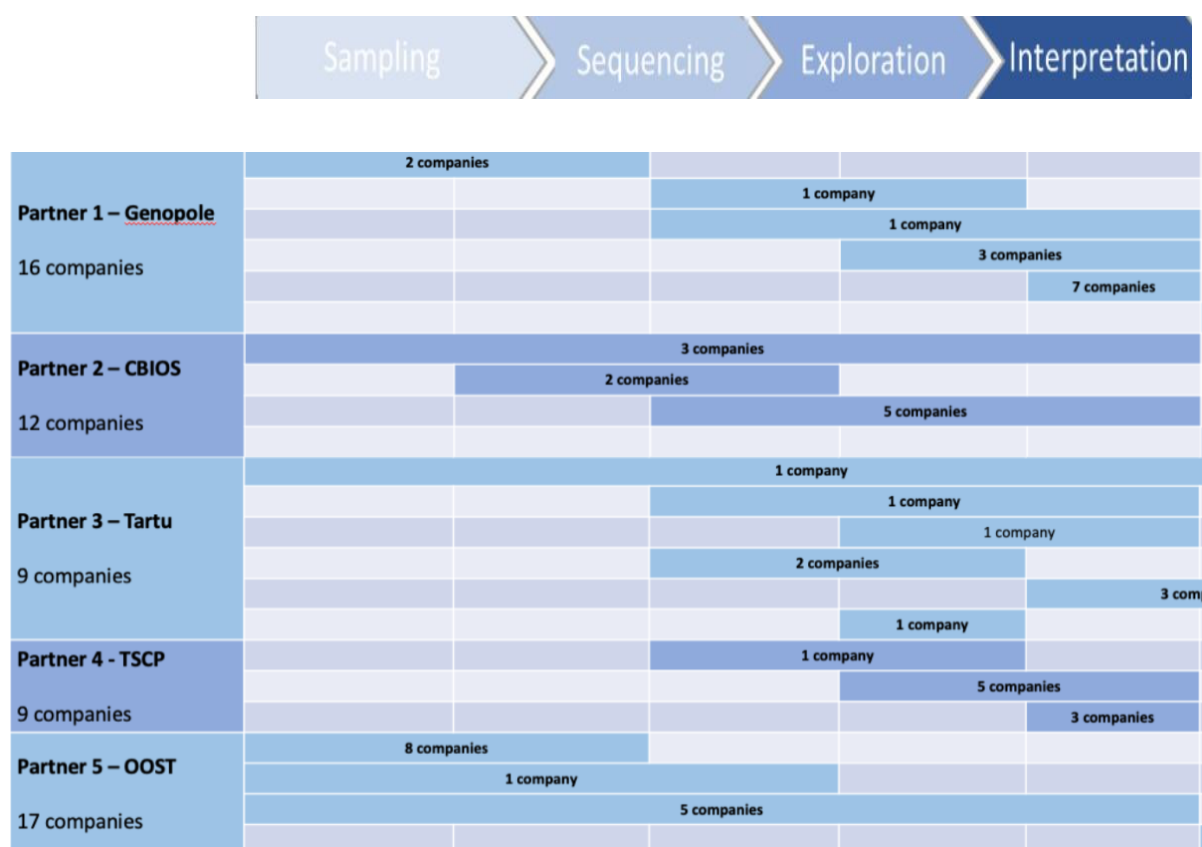 Sampling
Sequencing
Exploration
Interpretation
2 companies
Partner 1 – Genopole
16 companies
1 company
1 company
3 companies
7 companies
Partner 2 – CBIOS
12 companies
3 companies
2 companies
5 companies
Partner 3 – Tartu
9 companies
1 company
1 company
1 company
2 companies
3 com
1 company
Partner 4 - TSCP
9 companies
1 company
5 companies
3 companies
Partner 5 – OOST
17 companies
8 companies
1 company
5 companies